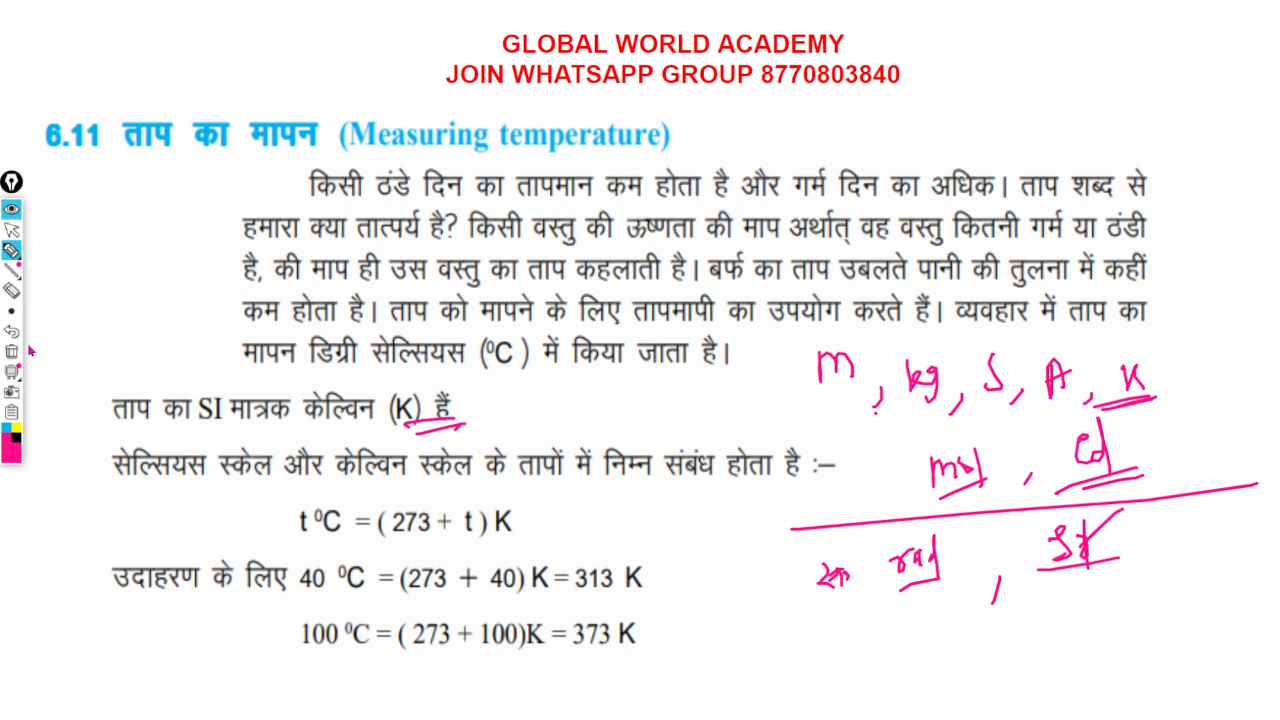 GLOBAL WORLD ACADEMY
JOIN WHATSAPP GROUP 8770803840
6.11 ताप का मापन (Measuring temperature)
किसी ठंडे दिन का तापमान कम होता है और गर्म दिन का अधिक। ताप शब्द से
हमारा क्या तात्पर्य है? किसी वस्तु की ऊष्णता की माप अर्थात् वह वस्तु कितनी गर्म या ठंडी
है, की माप ही उस वस्तु का ताप कहलाती है। बर्फ का ताप उबलते पानी की तुलना में कहीं
कम होता है। ताप को मापने के लिए तापमापी का उपयोग करते हैं। व्यवहार में ताप का
मापन डिग्री सेल्सियस (⁰C ) में किया जाता है।
ताप का SI मात्रक केल्विन (K) हैं
सेल्सियस स्केल और केल्विन स्केल के तापों में निम्न संबंध होता है :–
t ⁰C = ( 273 + t ) K
उदाहरण के लिए 40 ⁰C = (273 + 40) K = 313 K
100 ⁰C = ( 273 + 100)K = 373 K
m, kg, S, A, K
mol, Cd
rad,